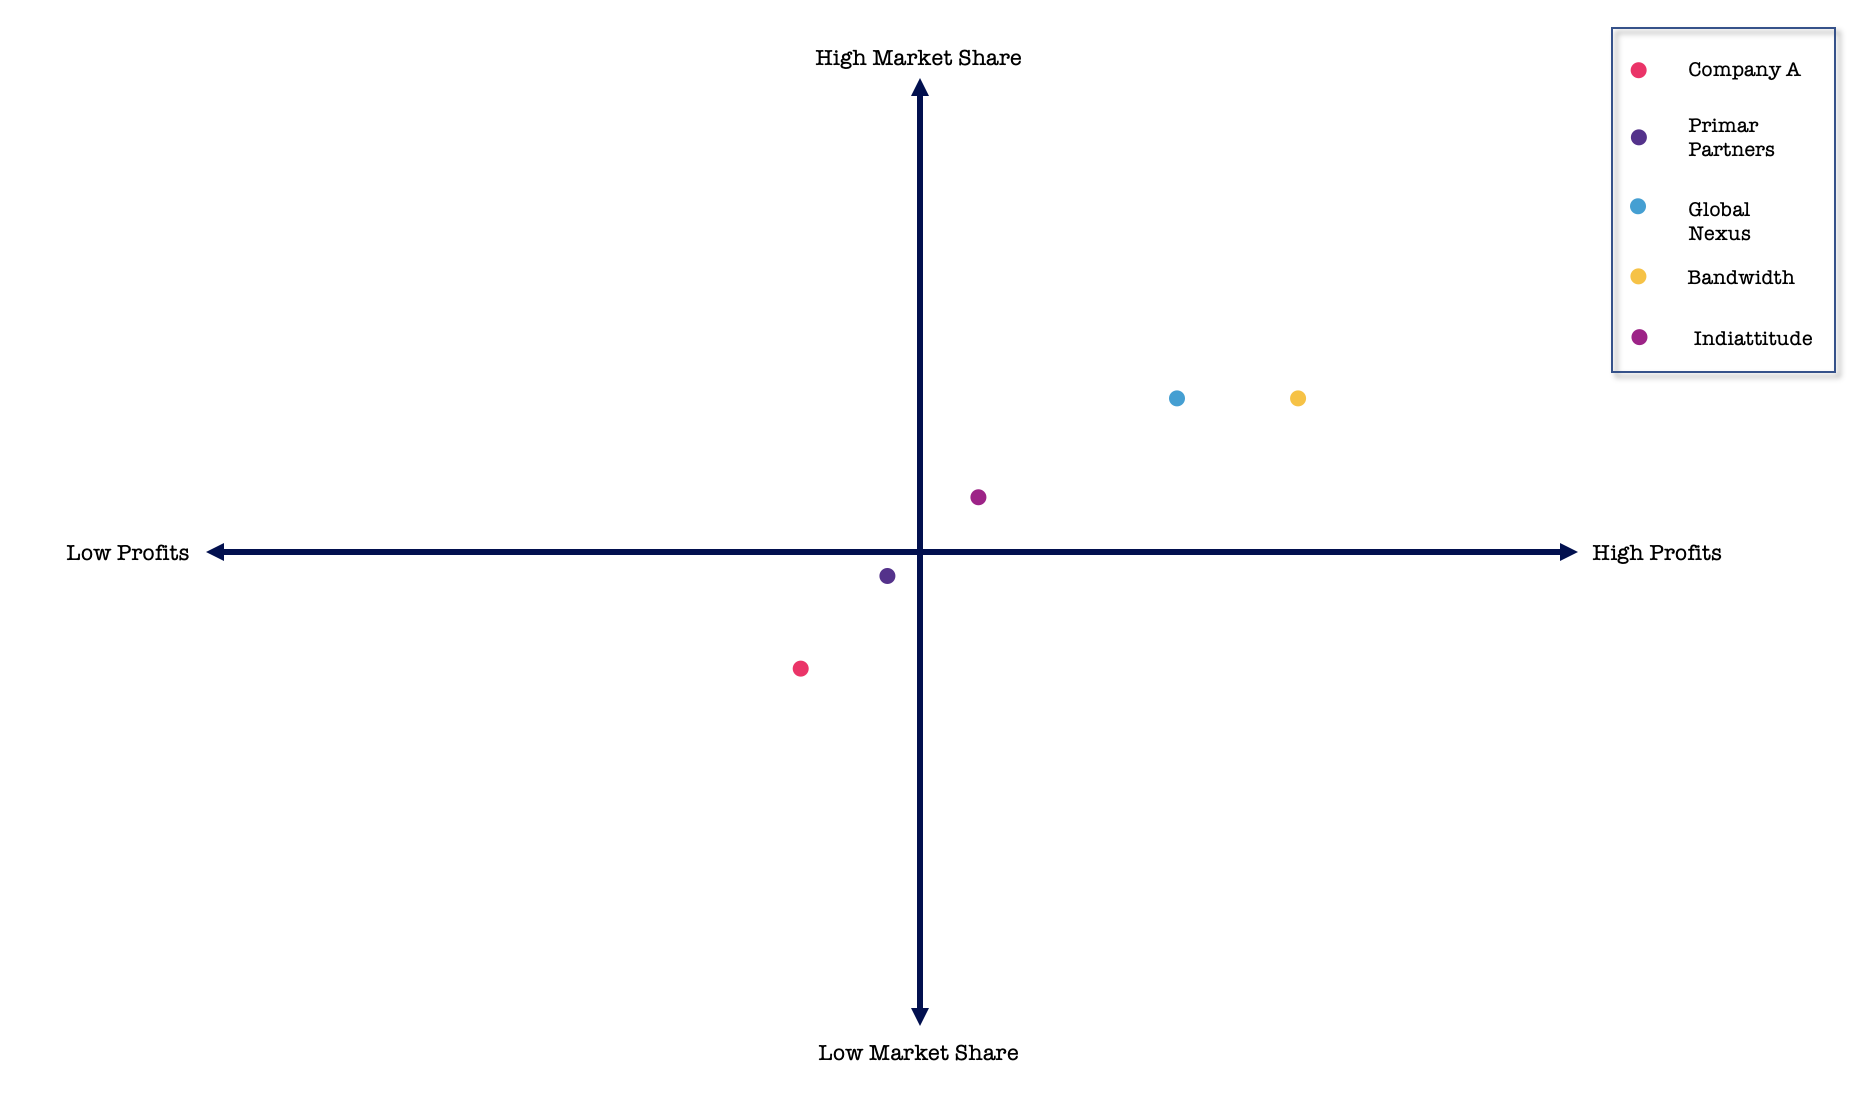 High Market Share
Company A
Primar
Partners
Global
Nexus
Bandwidth
Indiattitude
Low Profits
High Profits
Low Market Share